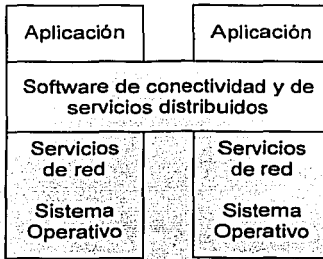 Aplicación Aplicación
Software de conectividad y de
servicios distribuidos
Servicios Servicios
de red de red
Sistema Sistema
Operativo Operativo